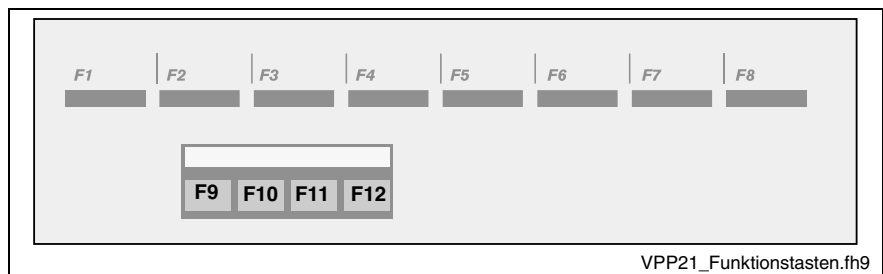 F1 F2 F3 F4 F5 F6 F7 F8
F9 F10 F11 F12
VPP21_Funktionstasten.fh9